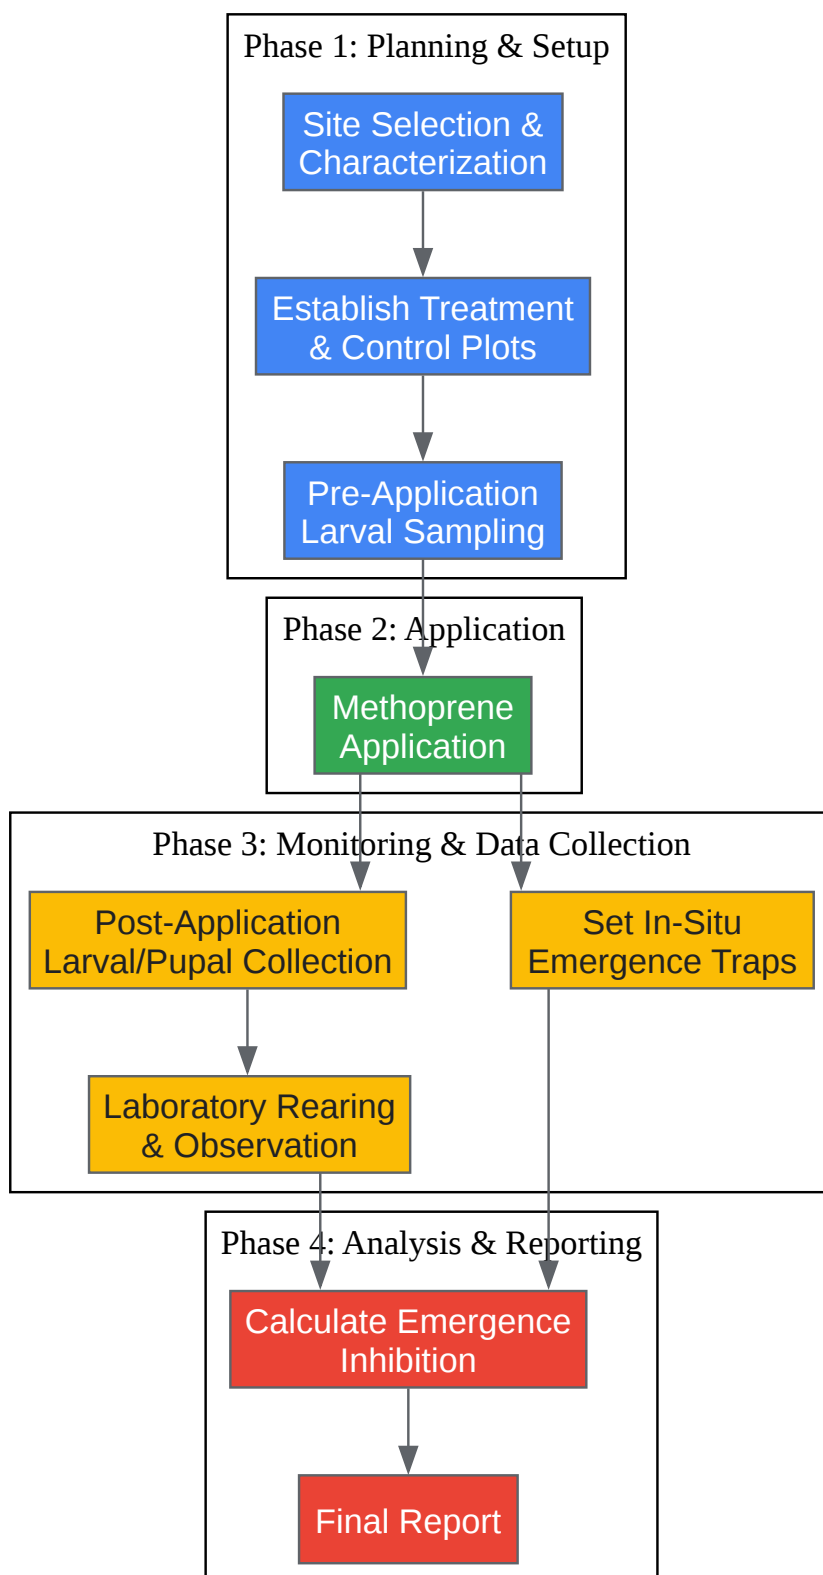 Phase 1: Planning & Setup
Site Selection &
Characterization
Establish Treatment
& Control Plots
Pre-Application
Larval Sampling
Phase 2: Application
Methoprene
Application
Phase 3: Monitoring & Data Collection
Post-Application
Larval/Pupal Collection
Set In-Situ
Emergence Traps
Laboratory Rearing
& Observation
Phase 4: Analysis & Reporting
Calculate Emergence
Inhibition
Final Report